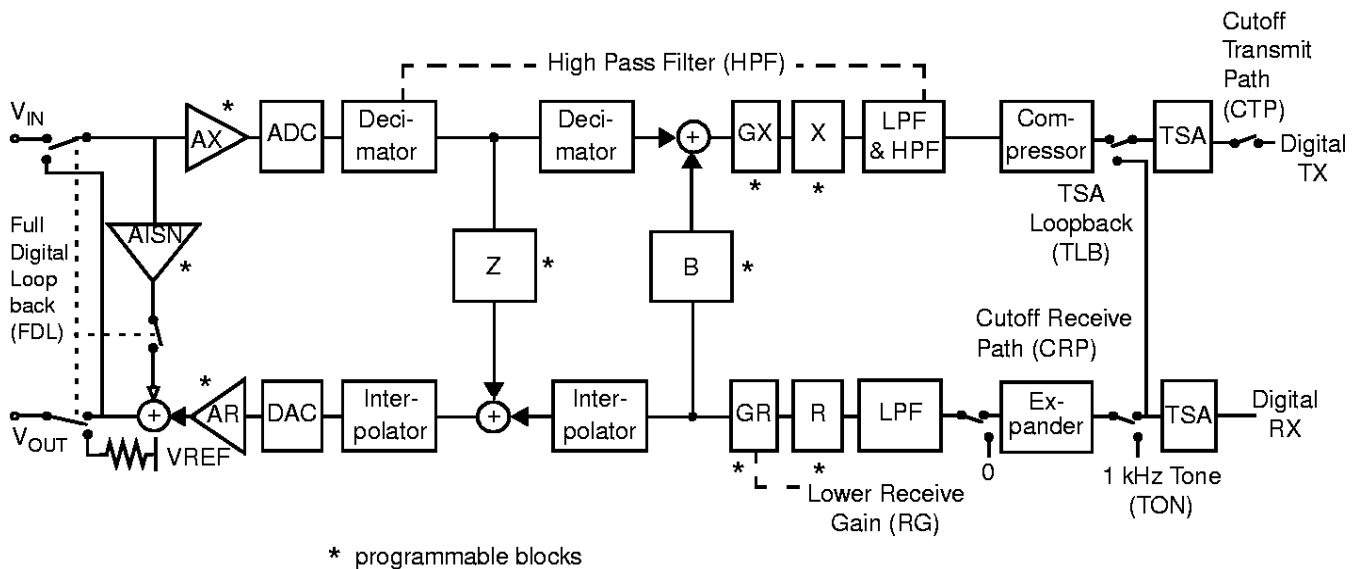 High Pass Filter (HPF)
Cutoff
Transmit
Path
(CTP)
VIN
AX
*
ADC
Deci-
mator
Deci-
mator
+
GX
*
X
*
LPF
& HPF
Com-
pressor
TSA
Digital
TX
TSA
Loopback
(TLB)
Full
Digital
Loop
back
(FDL)
AISN
*
Z
*
B
*
Cutoff Receive
Path (CRP)
VOUT
+
VREF
*
AR
DAC
Inter-
polator
+
Inter-
polator
GR
*
R
*
LPF
0
Ex-
pander
1 kHz Tone
(TON)
TSA
Digital
RX
Lower Receive
Gain (RG)
* programmable blocks